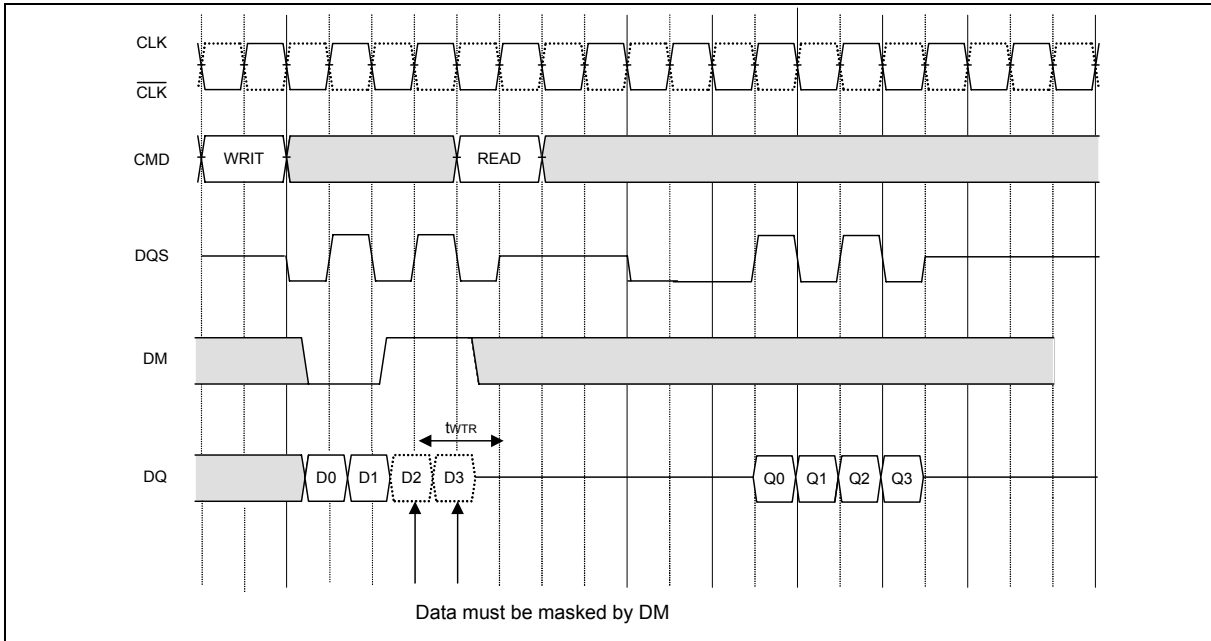 CLK
CLK
CMD
WRIT
READ
DQS
DM
tWTR
DQ
D0 D1 D2 D3
Q0 Q1 Q2 Q3
Data must be masked by DM